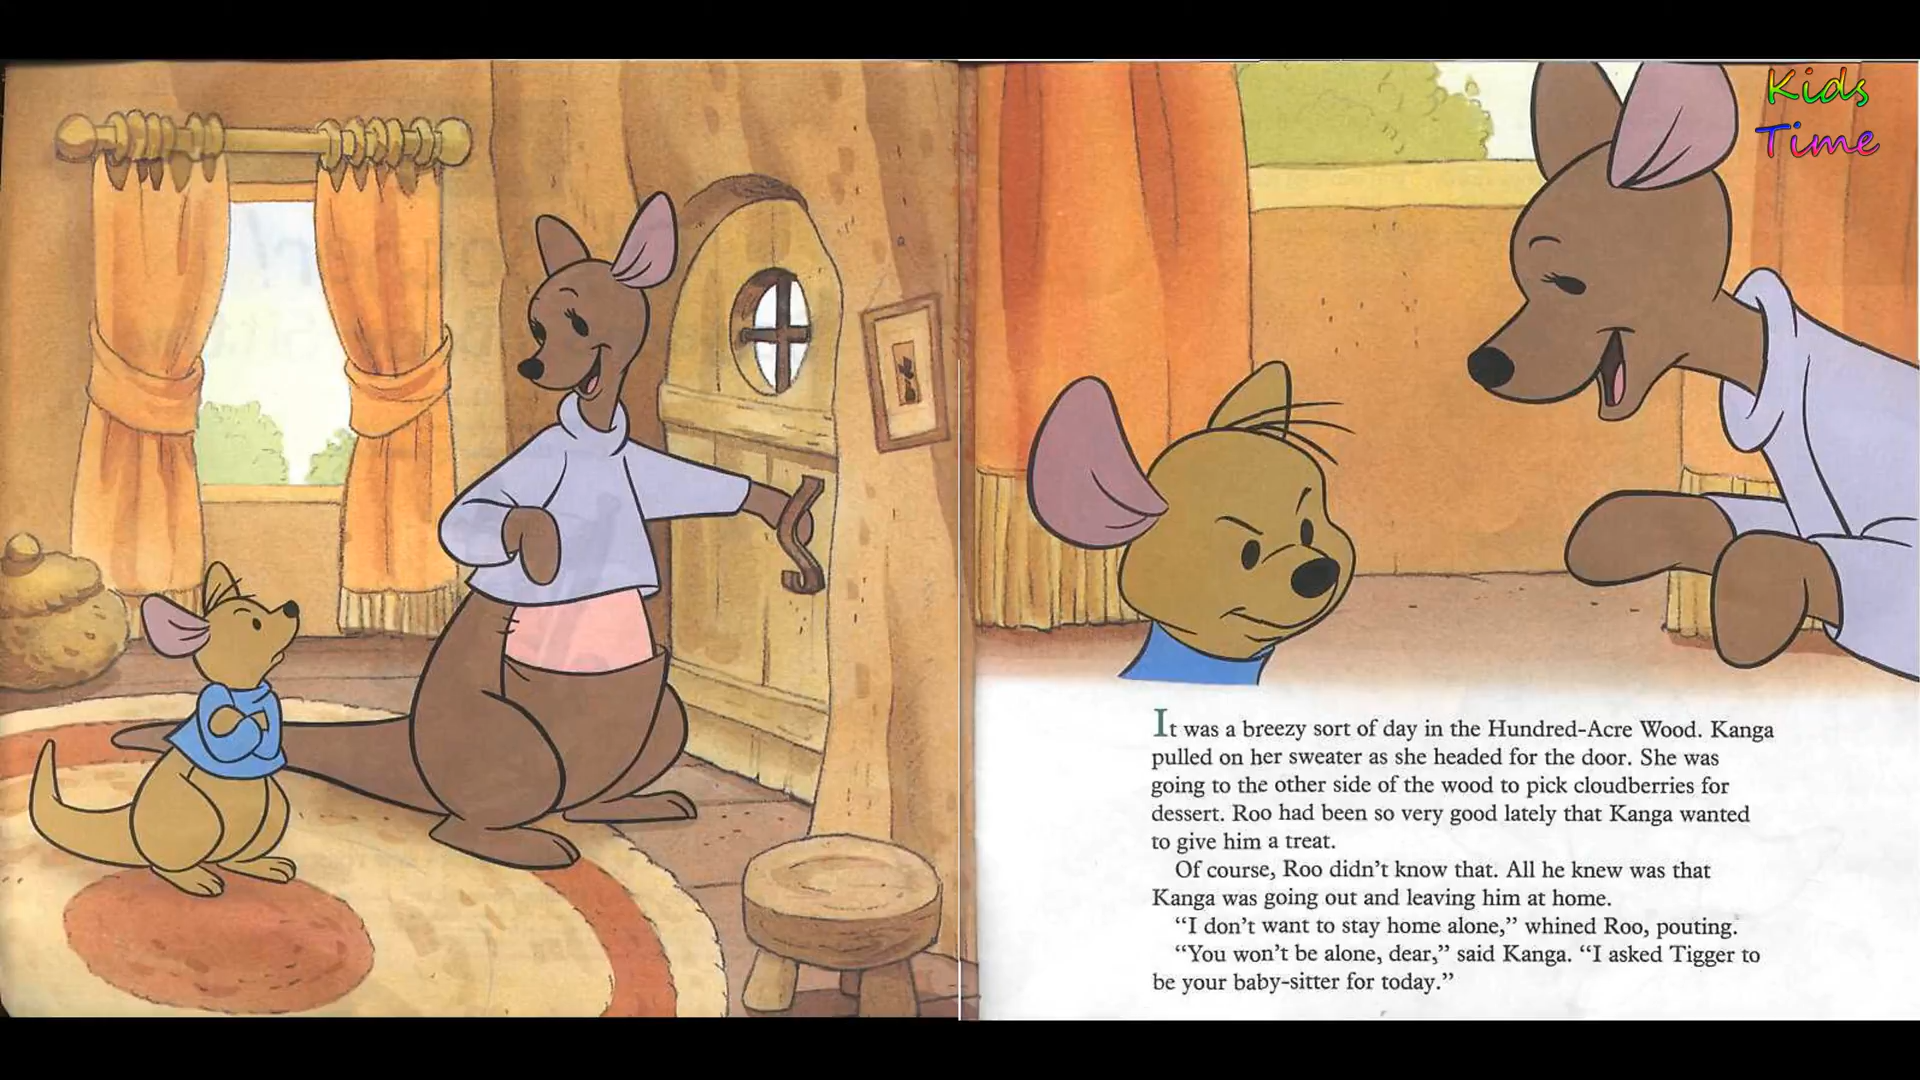 Kids
Time
It was a breezy sort of day in the Hundred-Acre Wood. Kanga
pulled on her sweater as she headed for the door. She was
going to the other side of the wood to pick cloudberries for
dessert. Roo had been so very good lately that Kanga wanted
to give him a treat.
Of course, Roo didn’t know that. All he knew was that
Kanga was going out and leaving him at home.
“I don’t want to stay home alone,” whined Roo, pouting.
“You won’t be alone, dear,” said Kanga. “I asked Tigger to
be your baby-sitter for today.”